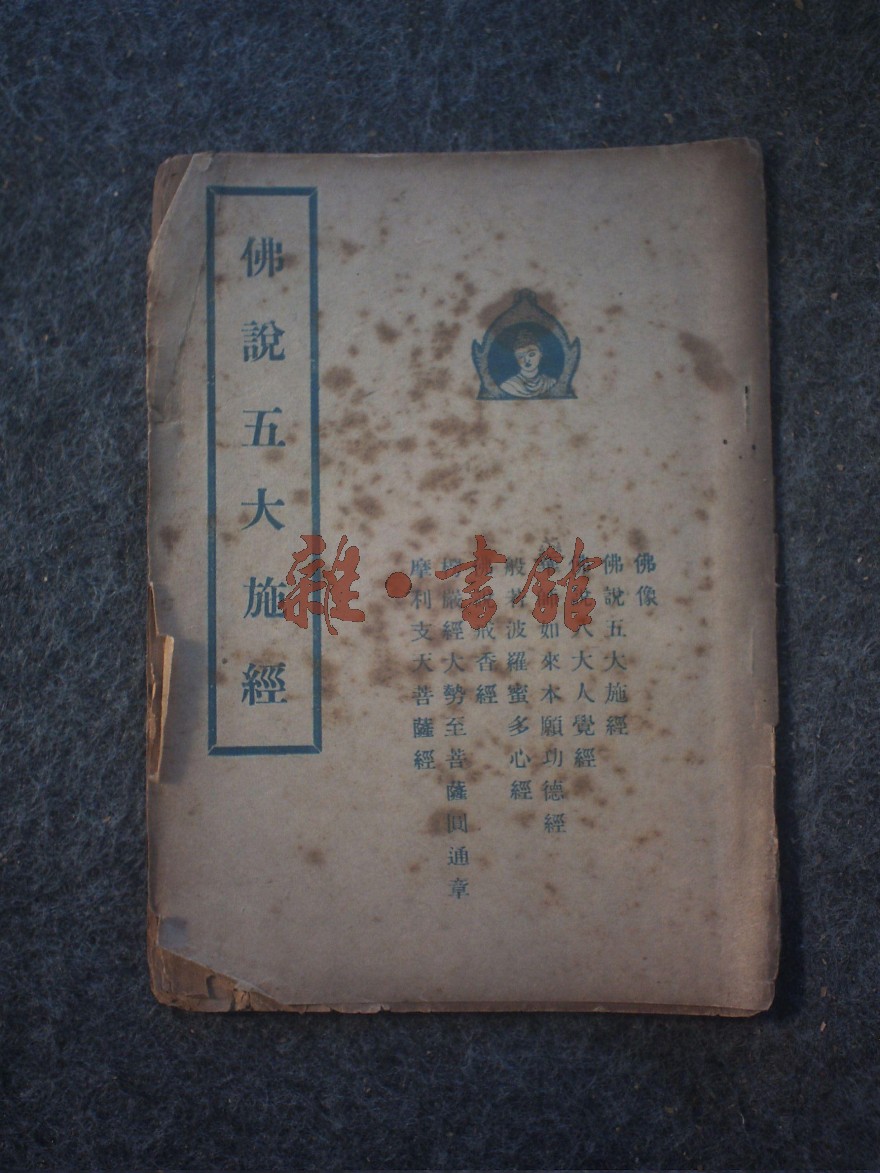 佛像
佛說五大施經
八大人覺經
如來本願功德經
般若波羅蜜多心經
戒香經
楞嚴經大勢至菩薩圓通章
摩利支天菩薩經
佛說五大施經
雜·書館